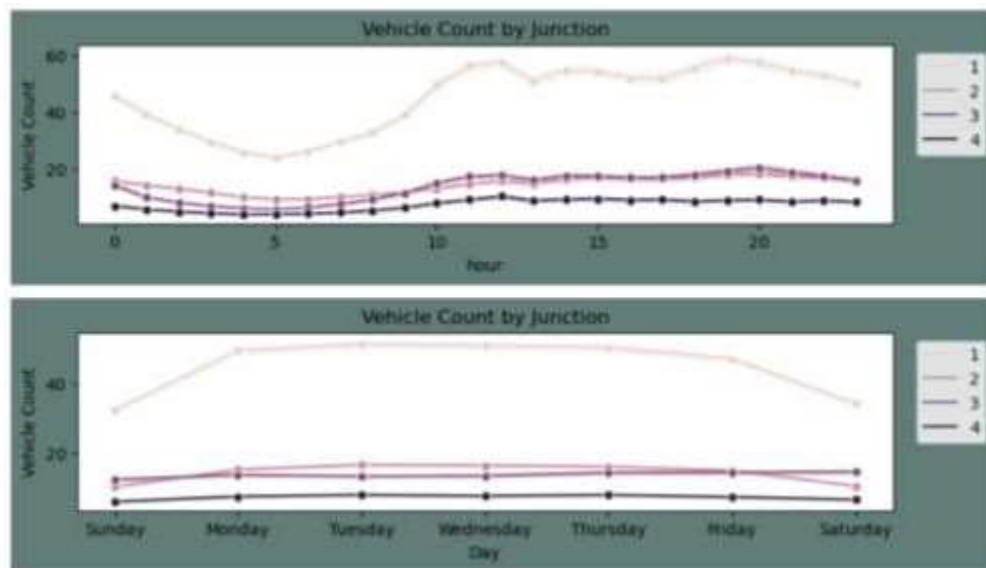 Vehicle Count by Junction
Vehicle Count
60
40
20
0 5 10 15 20
hour
1
2
3
4
Vehicle Count by Junction
Vehicle Count
40
20
Sunday Monday Tuesday Wednesday Thursday Friday Saturday
Day
1
2
3
4